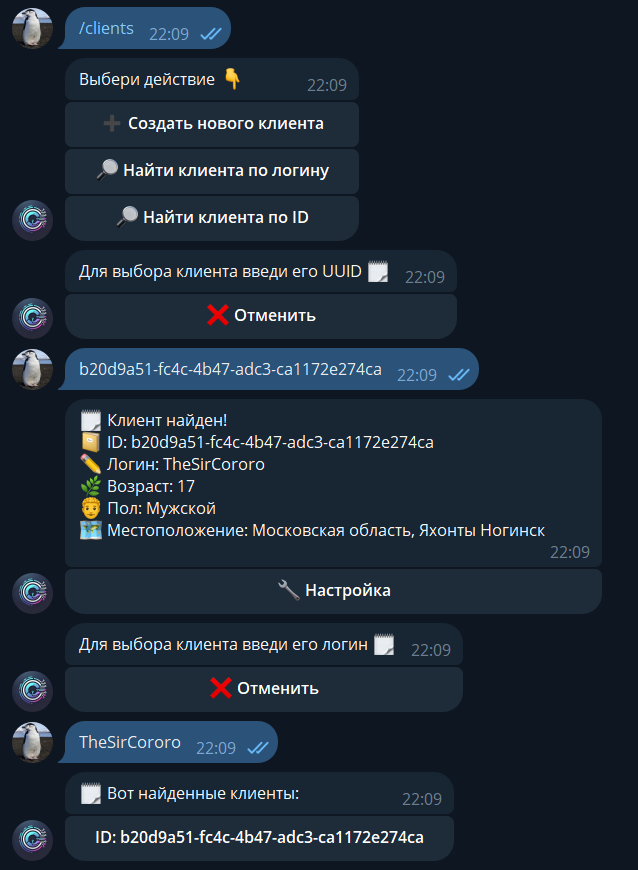 /clients 22:09
Выбери действие 👇 22:09
➕ Создать нового клиента
🔎 Найти клиента по логину
🔎 Найти клиента по ID
Для выбора клиента введи его UUID 🗒 22:09
❌ Отменить
b20d9a51-fc4c-4b47-adc3-ca1172e274ca 22:09
🗒 Клиент найден!
📔 ID: b20d9a51-fc4c-4b47-adc3-ca1172e274ca
✏️ Логин: TheSirCororo
🌿 Возраст: 17
👨 Пол: Мужской
🗺 Местоположение: Московская область, Яхонты Ногинск
22:09
🔧 Настройка
Для выбора клиента введи его логин 🗒 22:09
❌ Отменить
TheSirCororo 22:09
🗒 Вот найденные клиенты: 22:09
ID: b20d9a51-fc4c-4b47-adc3-ca1172e274ca